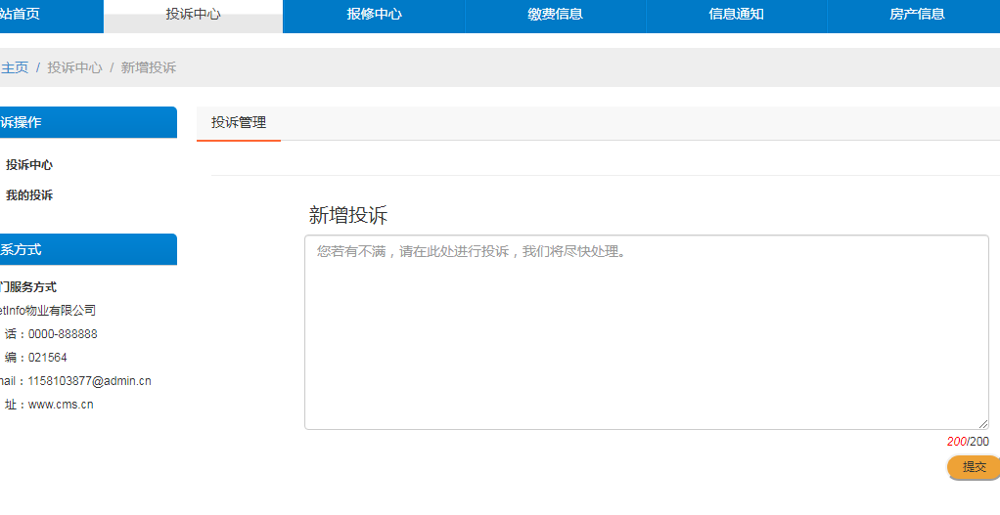 站首页 投诉中心 报修中心 缴费信息 信息通知 房产信息
主页 / 投诉中心 / 新增投诉
诉操作
投诉中心
我的投诉
系方式
门服务方式
etInfo物业有限公司
话：0000-888888
编：021564
mail：1158103877@admin.cn
址：www.cms.cn
投诉管理
新增投诉
您若有不满，请在此处进行投诉，我们将尽快处理。
200/200
提交